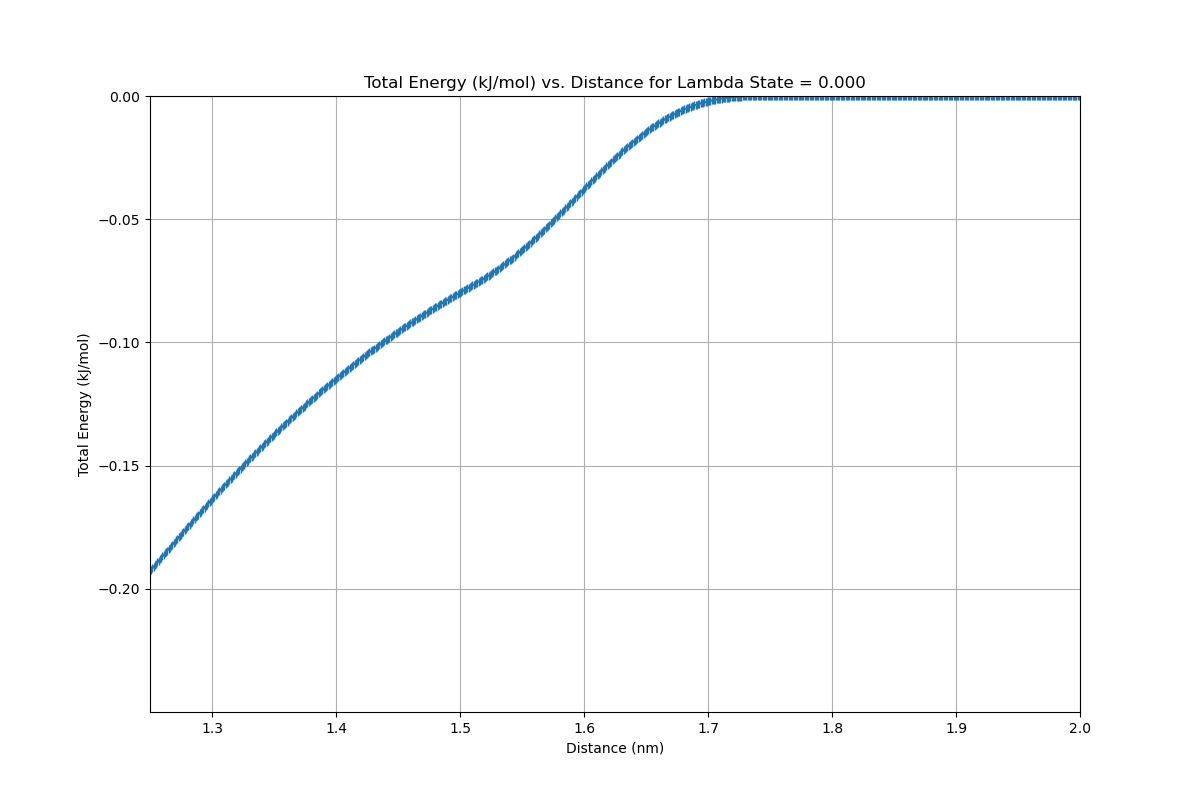 Total Energy (kJ/mol) vs. Distance for Lambda State = 0.000
0.00
−0.05
−0.10
−0.15
−0.20
Total Energy (kJ/mol)
1.3 1.4 1.5 1.6 1.7 1.8 1.9 2.0
Distance (nm)